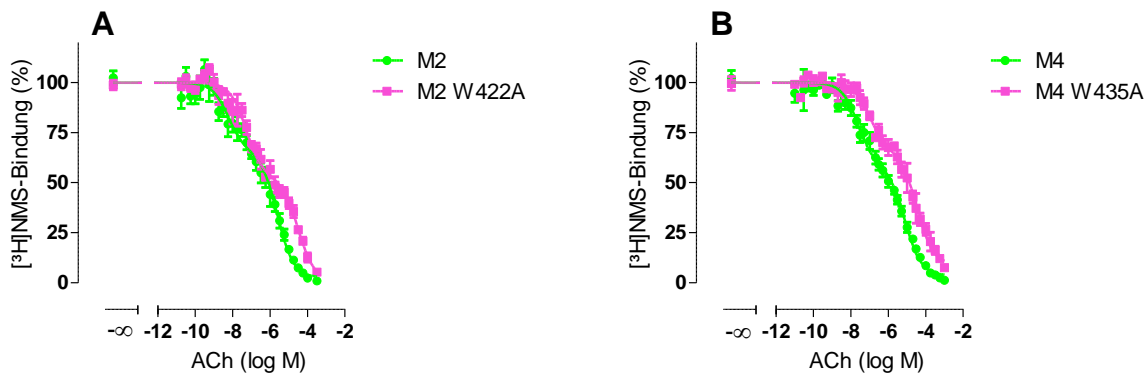 A
M2
M2 W422A
[³H]NMS-Bindung (%)
100
75
50
25
0
-∞
-12
-10
-8
-6
-4
-2
ACh (log M)
B
M4
M4 W435A
[³H]NMS-Bindung (%)
100
75
50
25
0
-∞
-12
-10
-8
-6
-4
-2
ACh (log M)